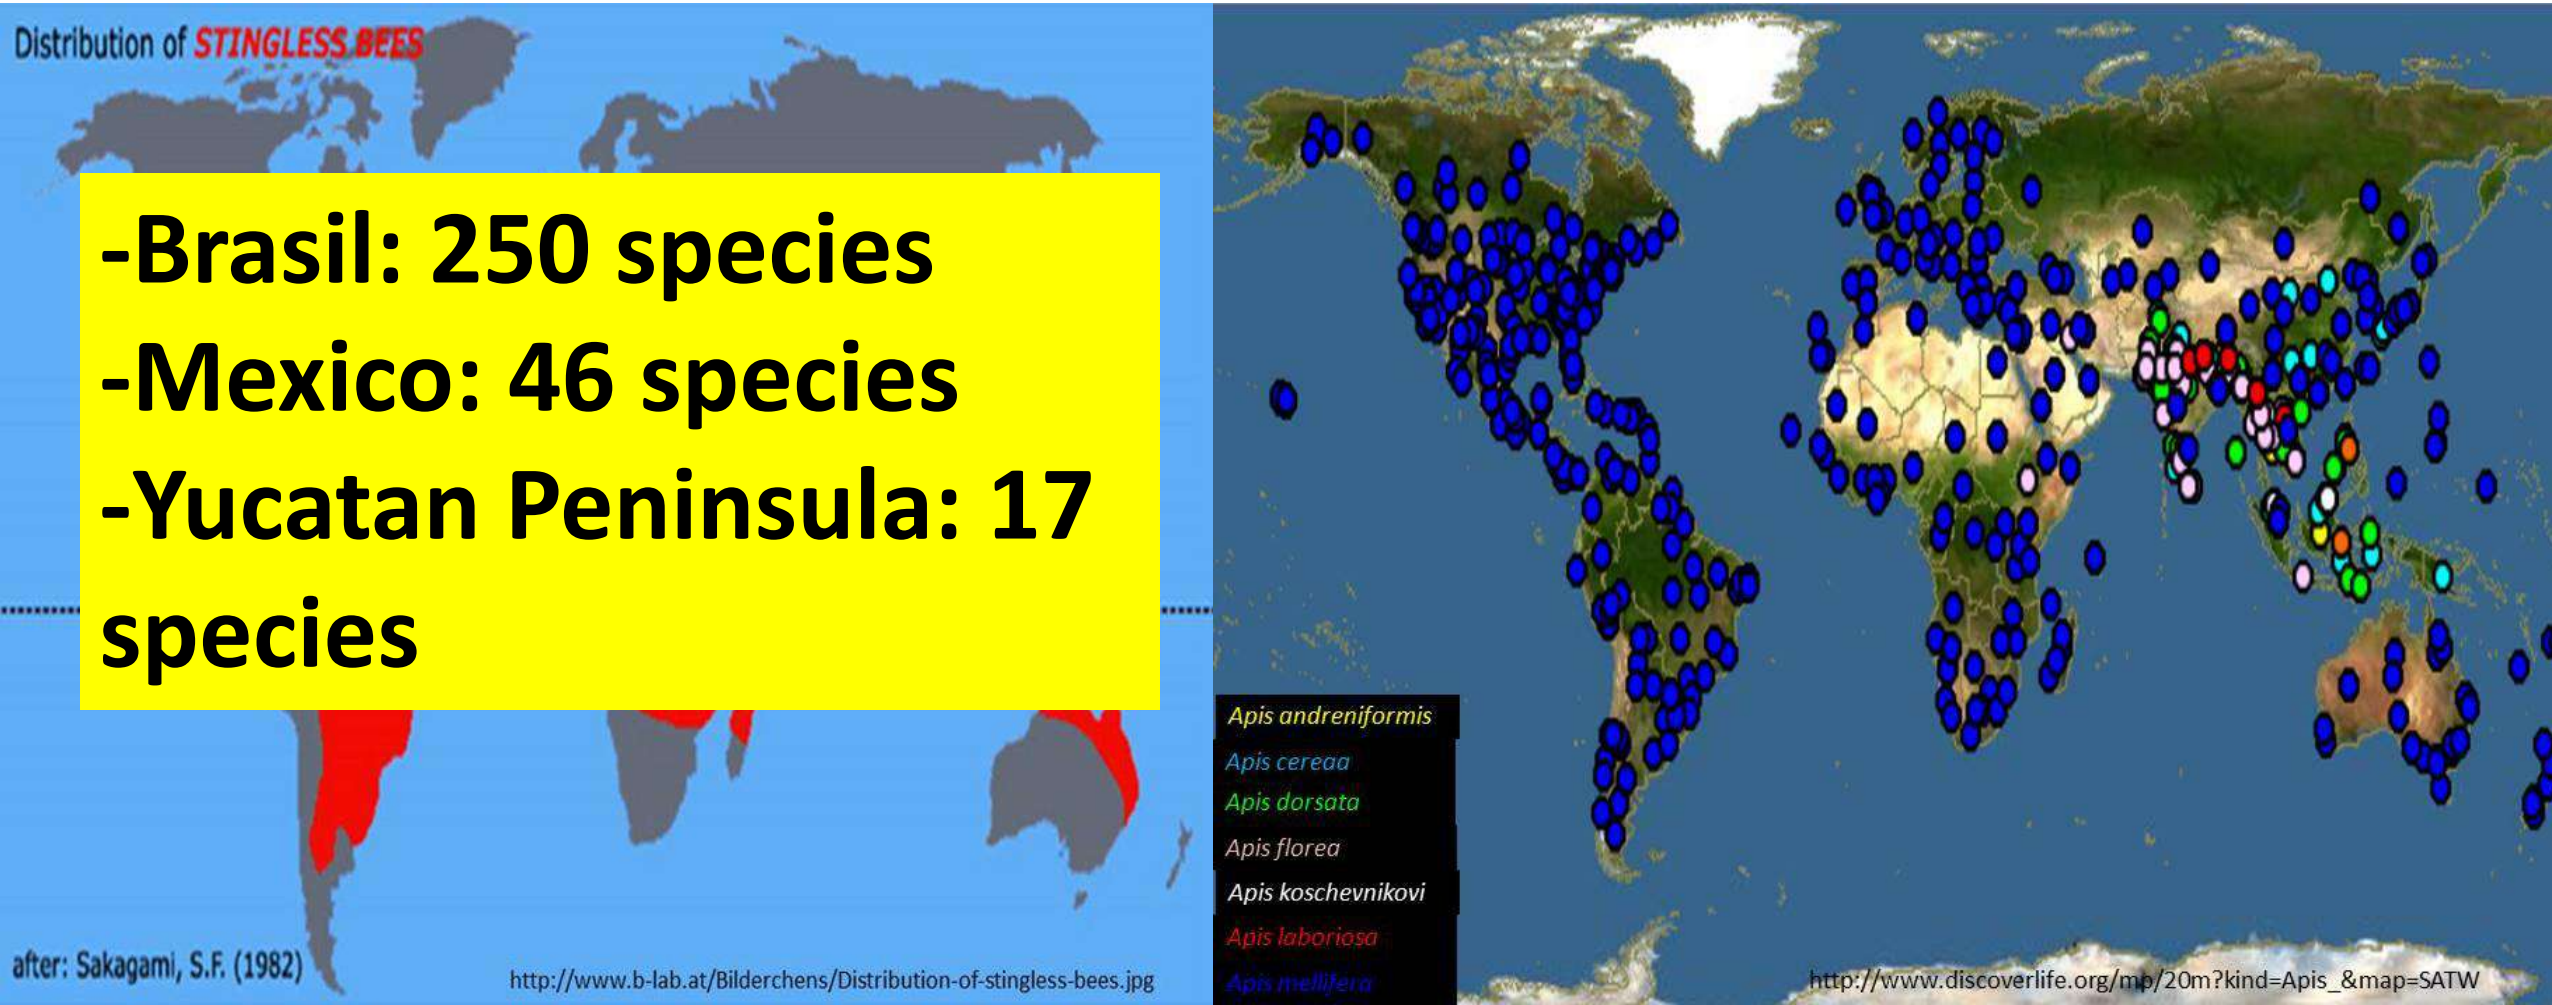 Distribution of STINGLESS BEES
-Brasil: 250 species
-Mexico: 46 species
-Yucatan Peninsula: 17
species
after: Sakagami, S.F. (1982)
http://www.b-lab.at/Bilderchens/Distribution-of-stingless-bees.jpg
Apis andreniformis
Apis cereaa
Apis dorsata
Apis florea
Apis koschevnikovi
Apis laboriosa
Apis mellifera
http://www.discoverlife.org/mp/20m?kind=Apis_&map=SATW